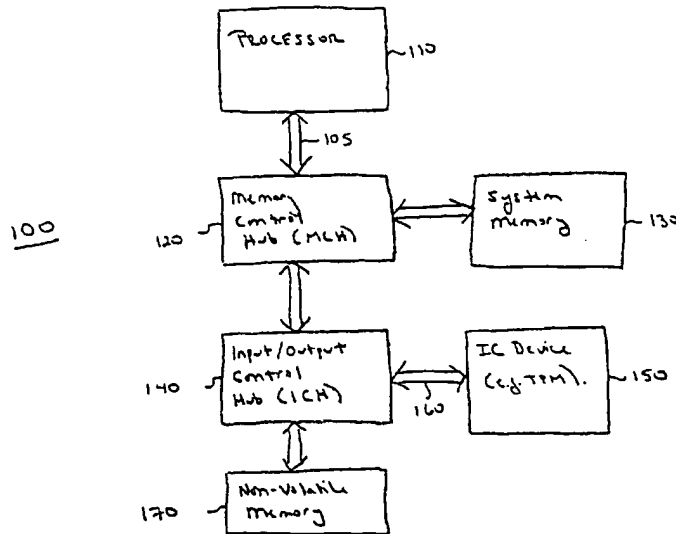 PROCESSOR
110
105
100
120
Memory
Control
Hub (MCH)
System
Memory
130
140
Input/Output
Control
Hub (ICH)
160
IC Device
(e.g. TPM).
150
170
Non-Volatile
Memory